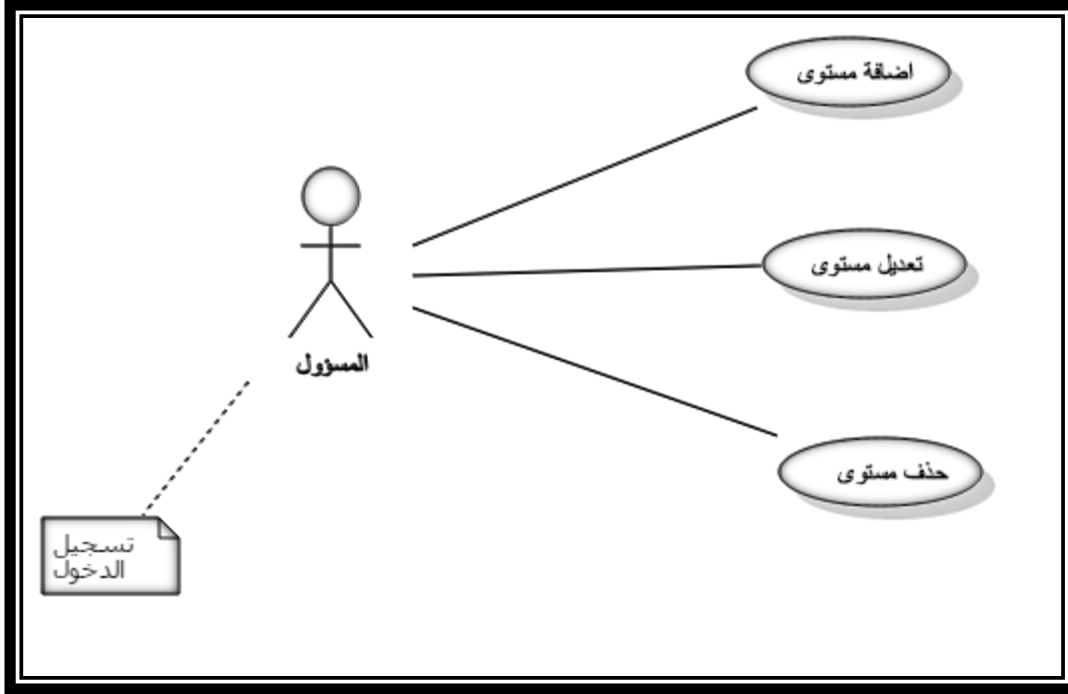 اضافة مستوى
تعديل مستوى
المسؤول
حذف مستوى
تسجيل
الدخول